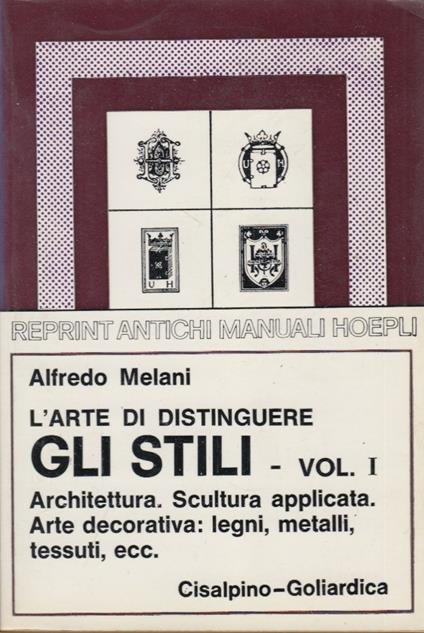 U H
U H
REPRINT ANTICHI MANUALI HOEPLI
Alfredo Melani
L'ARTE DI DISTINGUERE
GLI STILI - VOL. I
Architettura. Scultura applicata.
Arte decorativa: legni, metalli,
tessuti, ecc.
Cisalpino-Goliardica